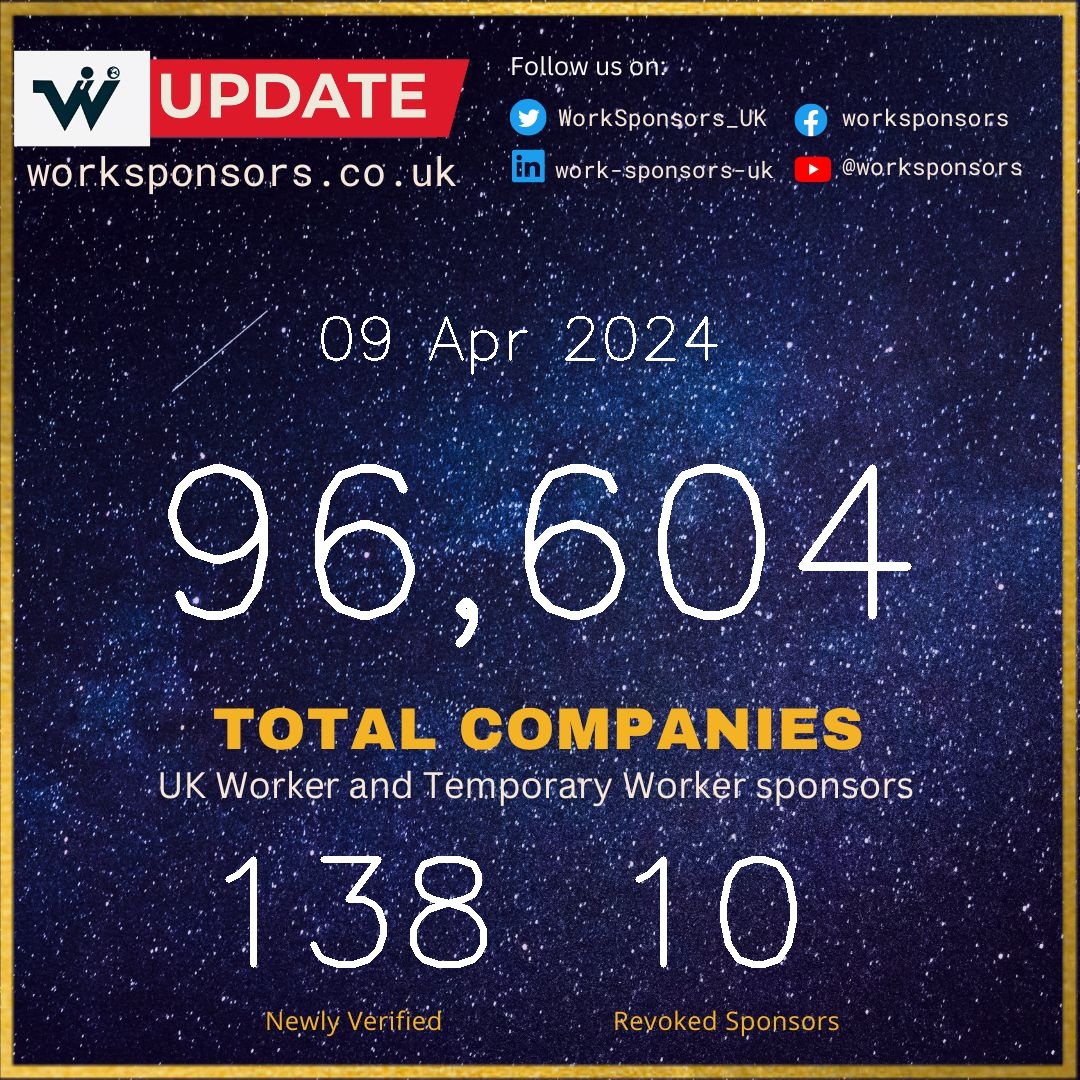 UPDATE
worksponsors.co.uk
Follow us on:
WorkSponsors_UK
worksponsors
work-sponsors-uk
@worksponsors
09 Apr 2024
96,604
TOTAL COMPANIES
UK Worker and Temporary Worker sponsors
138 10
Newly Verified Revoked Sponsors